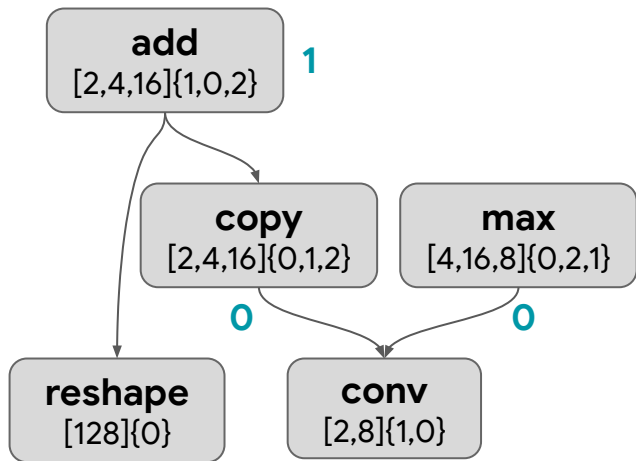 add
[2,4,16]{1,0,2}
1
copy
[2,4,16]{0,1,2}
max
[4,16,8]{0,2,1}
0
0
reshape
[128]{0}
conv
[2,8]{1,0}